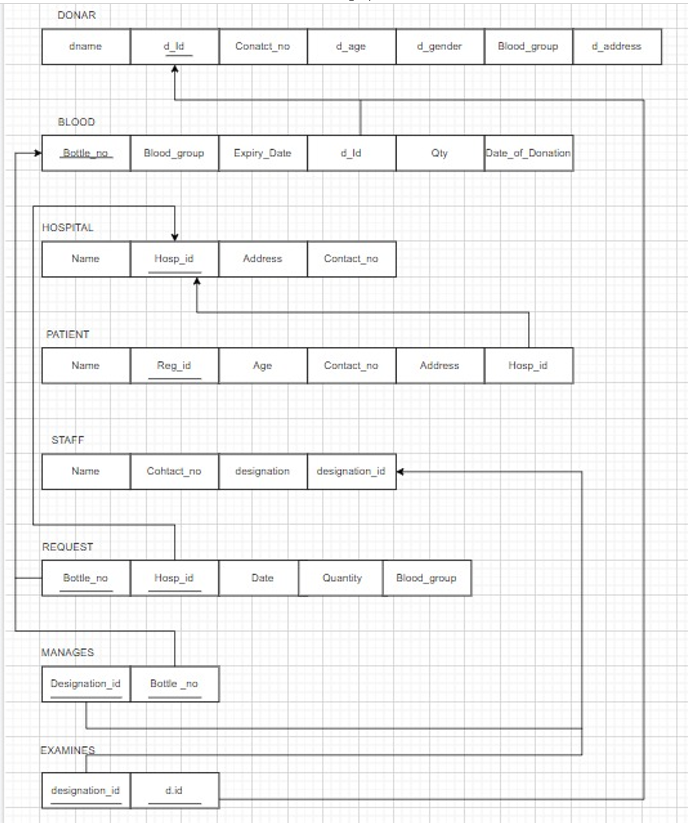 DONAR
dname d_Id Conatct_no d_age d_gender Blood_group d_address
BLOOD
Bottle_no Blood_group Expiry_Date d_Id Qty Date_of_Donation
HOSPITAL
Name Hosp_id Address Contact_no
PATIENT
Name Reg_id Age Contact_no Address Hosp_id
STAFF
Name Cohtact_no designation designation_id
REQUEST
Bottle_no Hosp_id Date Quantity Blood_group
MANAGES
Designation_id Bottle _no
EXAMINES
designation_id d.id